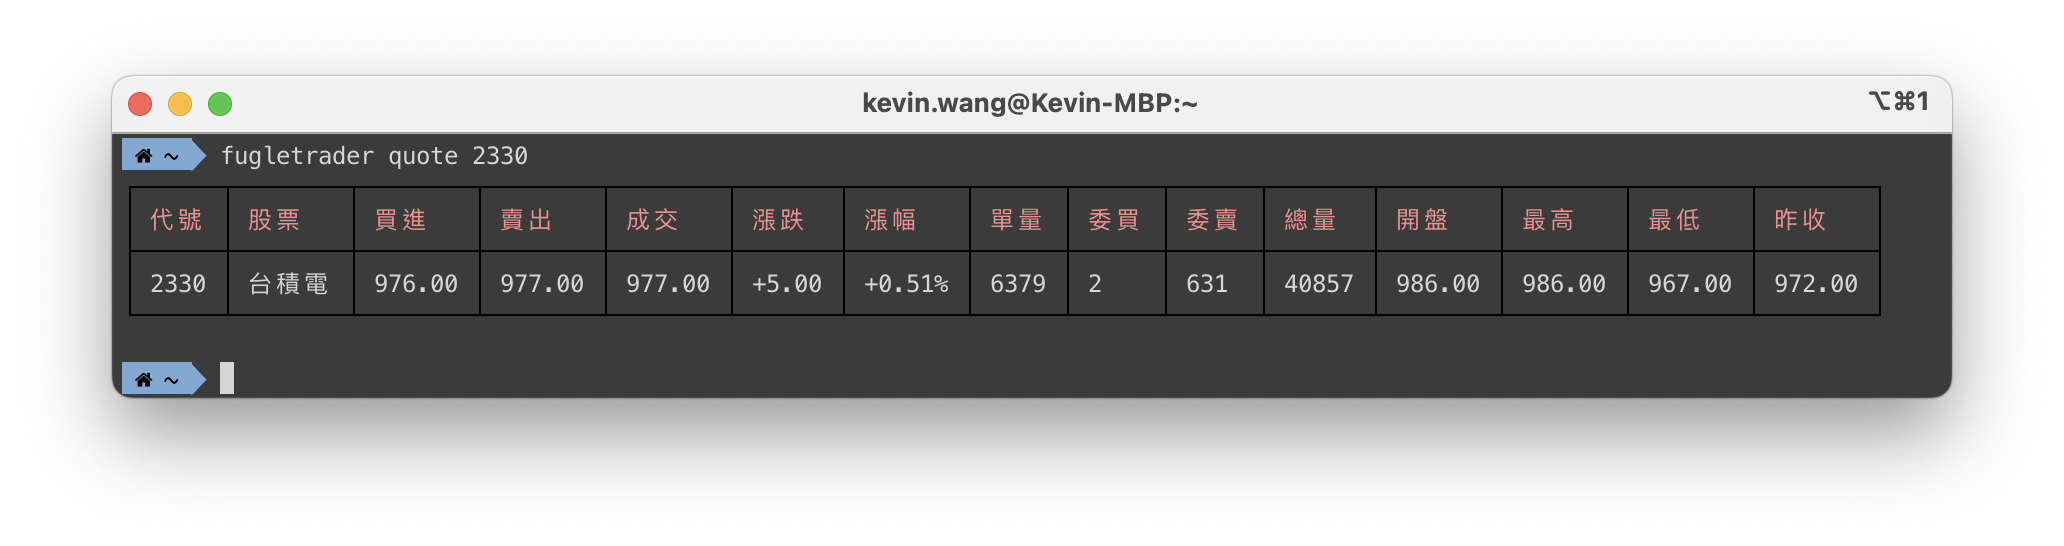 kevin.wang@Kevin-MBP:~ ⌥⌘1
~ fugletrader quote 2330
代號 股票 買進 賣出 成交 漲跌 漲幅 單量 委買 委賣 總量 開盤 最高 最低 昨收
2330 台積電 976.00 977.00 977.00 +5.00 +0.51% 6379 2 631 40857 986.00 986.00 967.00 972.00
~